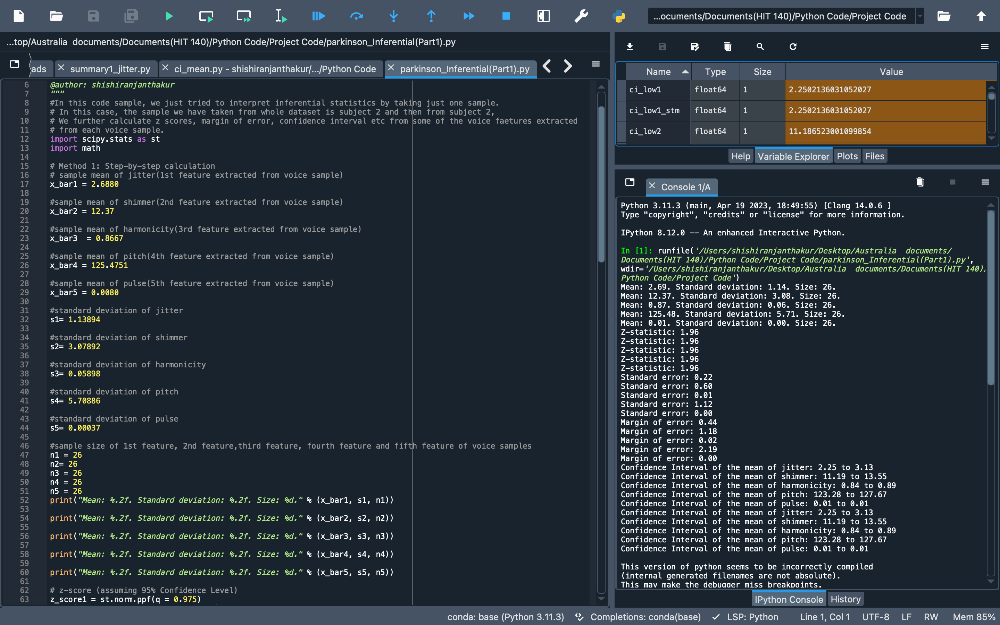 ...ocuments/Documents(HIT 140)/Python Code/Project Code
...top/Australia  documents/Documents(HIT 140)/Python Code/Project Code/parkinson_Inferential(Part1).py
ads
summary1_jitter.py
ci_mean.py - shishiranjanthakur/.../Python Code
parkinson_Inferential(Part1).py
6 @author: shishiranjanthakur
7 """
8 #In this code sample, we just tried to interpret inferential statistics by taking just one sample.
9 # In this case, the sample we have taken from whole dataset is subject 2 and then from subject 2,
10 # We further calculate z scores, margin of error, confidence interval etc from some of the voice faetures extracted
11 # from each voice sample.
12 import scipy.stats as st
13 import math
14
15 # Method 1: Step-by-step calculation
16 # sample mean of jitter(1st feature extracted from voice sample)
17 x_bar1 = 2.6880
18
19 #sample mean of shimmer(2nd feature extracted from voice sample)
20 x_bar2 = 12.37
21
22 #sample mean of harmonicity(3rd feature extracted from voice sample)
23 x_bar3  = 0.8667
24
25 #sample mean of pitch(4th feature extracted from voice sample)
26 x_bar4 = 125.4751
27
28 #sample mean of pulse(5th feature extracted from voice sample)
29 x_bar5 = 0.0080
30
31 #standard deviation of jitter
32 s1= 1.13894
33
34 #standard deviation of shimmer
35 s2= 3.07892
36
37 #standard deviation of harmonicity
38 s3= 0.05898
39
40 #standard deviation of pitch
41 s4= 5.70886
42
43 #standard deviation of pulse
44 s5= 0.00037
45
46 #sample size of 1st feature, 2nd feature,third feature, fourth feature and fifth feature of voice samples
47 n1 = 26
48 n2= 26
49 n3 = 26
50 n4 = 26
51 n5 = 26
52 print("Mean: %.2f. Standard deviation: %.2f. Size: %d." % (x_bar1, s1, n1))
53
54 print("Mean: %.2f. Standard deviation: %.2f. Size: %d." % (x_bar2, s2, n2))
55
56 print("Mean: %.2f. Standard deviation: %.2f. Size: %d." % (x_bar3, s3, n3))
57
58 print("Mean: %.2f. Standard deviation: %.2f. Size: %d." % (x_bar4, s4, n4))
59
60 print("Mean: %.2f. Standard deviation: %.2f. Size: %d." % (x_bar5, s5, n5))
61
62 # z-score (assuming 95% Confidence Level)
63 z_score1 = st.norm.ppf(q = 0.975)
Name Type Size Value
ci_low1 float64 1 2.2502136031052027
ci_low1_stm float64 1 2.2502136031052027
ci_low2 float64 1 11.186523001099854
Help Variable Explorer Plots Files
Console 1/A
Python 3.11.3 (main, Apr 19 2023, 18:49:55) [Clang 14.0.6 ]
Type "copyright", "credits" or "license" for more information.
IPython 8.12.0 -- An enhanced Interactive Python.
In [1]: runfile('/Users/shishiranjanthakur/Desktop/Australia  documents/
Documents(HIT 140)/Python Code/Project Code/parkinson_Inferential(Part1).py',
wdir='/Users/shishiranjanthakur/Desktop/Australia  documents/Documents(HIT 140)/
Python Code/Project Code')
Mean: 2.69. Standard deviation: 1.14. Size: 26.
Mean: 12.37. Standard deviation: 3.08. Size: 26.
Mean: 0.87. Standard deviation: 0.06. Size: 26.
Mean: 125.48. Standard deviation: 5.71. Size: 26.
Mean: 0.01. Standard deviation: 0.00. Size: 26.
Z-statistic: 1.96
Z-statistic: 1.96
Z-statistic: 1.96
Z-statistic: 1.96
Z-statistic: 1.96
Standard error: 0.22
Standard error: 0.60
Standard error: 0.01
Standard error: 1.12
Standard error: 0.00
Margin of error: 0.44
Margin of error: 1.18
Margin of error: 0.02
Margin of error: 2.19
Margin of error: 0.00
Confidence Interval of the mean of jitter: 2.25 to 3.13
Confidence Interval of the mean of shimmer: 11.19 to 13.55
Confidence Interval of the mean of harmonicity: 0.84 to 0.89
Confidence Interval of the mean of pitch: 123.28 to 127.67
Confidence Interval of the mean of pulse: 0.01 to 0.01
Confidence Interval of the mean of jitter: 2.25 to 3.13
Confidence Interval of the mean of shimmer: 11.19 to 13.55
Confidence Interval of the mean of harmonicity: 0.84 to 0.89
Confidence Interval of the mean of pitch: 123.28 to 127.67
Confidence Interval of the mean of pulse: 0.01 to 0.01
This version of python seems to be incorrectly compiled
(internal generated filenames are not absolute).
This may make the debugger miss breakpoints.
IPython Console History
conda: base (Python 3.11.3) Completions: conda(base) LSP: Python Line 1, Col 1 UTF-8 LF RW Mem 85%